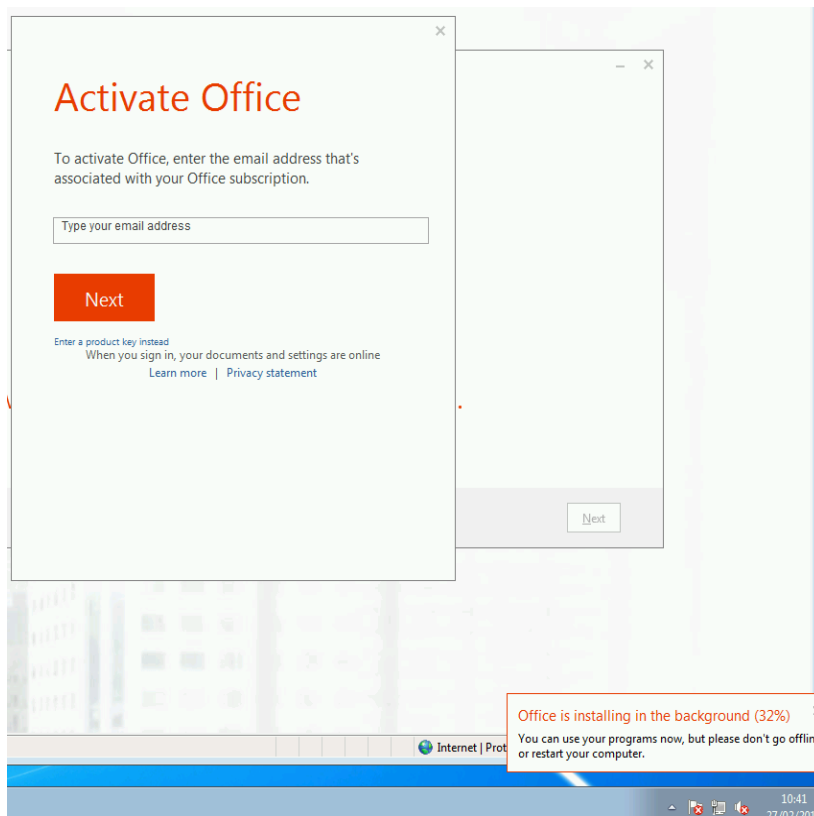 Activate Office
To activate Office, enter the email address that's
associated with your Office subscription.
Type your email address
Next
Enter a product key instead
When you sign in, your documents and settings are online
Learn more | Privacy statement
Next
Office is installing in the background (32%)
You can use your programs now, but please don't go offlin
or restart your computer.
Internet | Prot
10:41
27/02/201